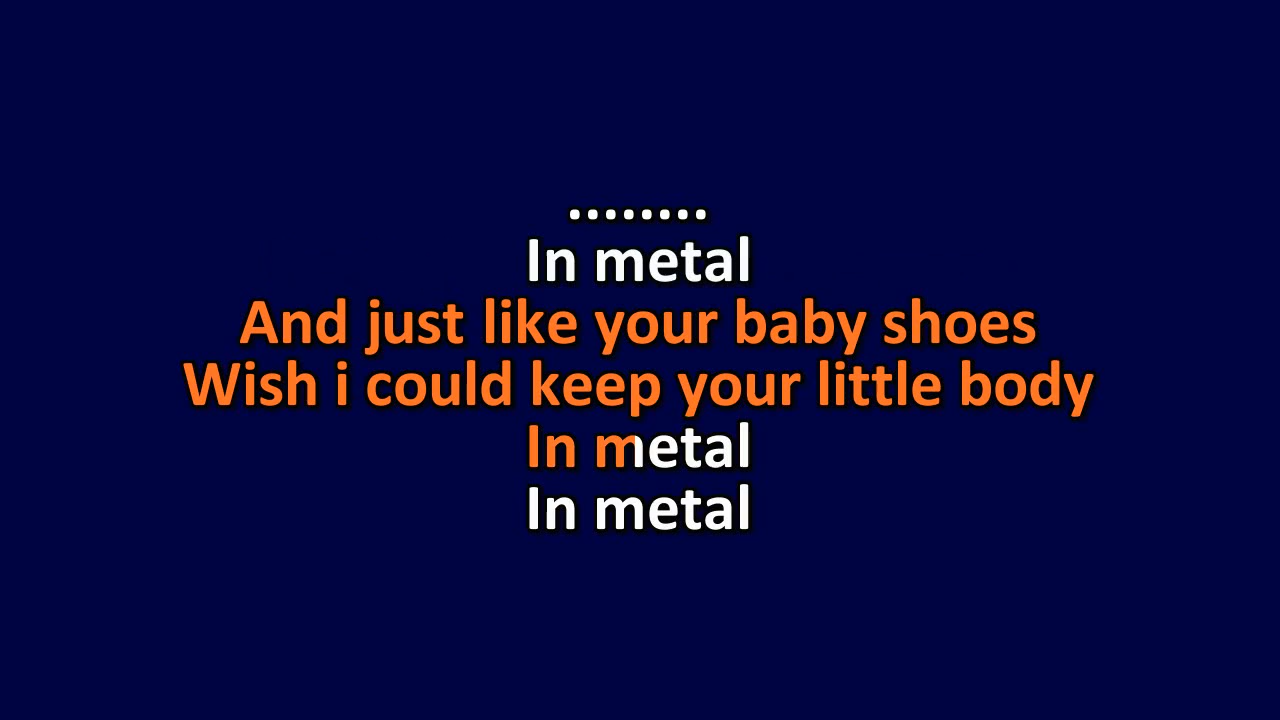 ........
In metal
And just like your baby shoes
Wish i could keep your little body
In metal
In metal